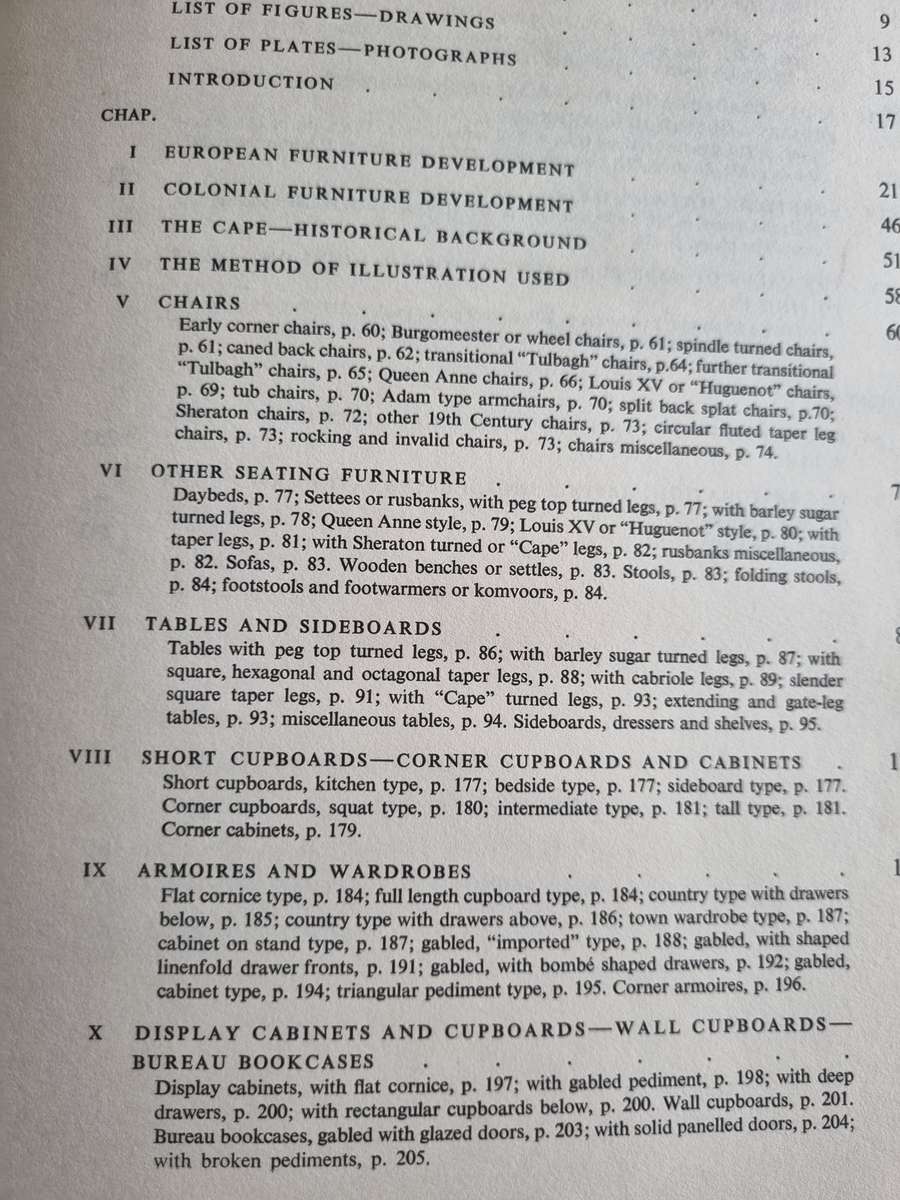 9
LIST OF FIGURES—DRAWINGS . . . . 13
LIST OF PLATES—PHOTOGRAPHS . . . . . 15
INTRODUCTION . . . . . . . . 17
CHAP.
I EUROPEAN FURNITURE DEVELOPMENT . . . . 21
II COLONIAL FURNITURE DEVELOPMENT . . . . 46
III THE CAPE—HISTORICAL BACKGROUND . . . . 51
IV THE METHOD OF ILLUSTRATION USED . . . . 58
V CHAIRS . . . . . . . . . 60
Early corner chairs, p. 60; Burgomeester or wheel chairs, p. 61; spindle turned chairs,
p. 61; caned back chairs, p. 62; transitional “Tulbagh” chairs, p.64; further transitional
“Tulbagh” chairs, p. 65; Queen Anne chairs, p. 66; Louis XV or “Huguenot” chairs,
p. 69; tub chairs, p. 70; Adam type armchairs, p. 70; split back splat chairs, p.70;
Sheraton chairs, p. 72; other 19th Century chairs, p. 73; circular fluted taper leg
chairs, p. 73; rocking and invalid chairs, p. 73; chairs miscellaneous, p. 74.
VI OTHER SEATING FURNITURE . . . . . .
Daybeds, p. 77; Settees or rusbanks, with peg top turned legs, p. 77; with barley sugar
turned legs, p. 78; Queen Anne style, p. 79; Louis XV or “Huguenot” style, p. 80; with
taper legs, p. 81; with Sheraton turned or “Cape” legs, p. 82; rusbanks miscellaneous,
p. 82. Sofas, p. 83. Wooden benches or settles, p. 83. Stools, p. 83; folding stools,
p. 84; footstools and footwarmers or komvoors, p. 84.
VII TABLES AND SIDEBOARDS . . . . . .
Tables with peg top turned legs, p. 86; with barley sugar turned legs, p. 87; with
square, hexagonal and octagonal taper legs, p. 88; with cabriole legs, p. 89; slender
square taper legs, p. 91; with “Cape” turned legs, p. 93; extending and gate-leg
tables, p. 93; miscellaneous tables, p. 94. Sideboards, dressers and shelves, p. 95.
VIII SHORT CUPBOARDS—CORNER CUPBOARDS AND CABINETS .
Short cupboards, kitchen type, p. 177; bedside type, p. 177; sideboard type, p. 177.
Corner cupboards, squat type, p. 180; intermediate type, p. 181; tall type, p. 181.
Corner cabinets, p. 179.
IX ARMOIRES AND WARDROBES . . . . .
Flat cornice type, p. 184; full length cupboard type, p. 184; country type with drawers
below, p. 185; country type with drawers above, p. 186; town wardrobe type, p. 187;
cabinet on stand type, p. 187; gabled, “imported” type, p. 188; gabled, with shaped
linenfold drawer fronts, p. 191; gabled, with bombé shaped drawers, p. 192; gabled,
cabinet type, p. 194; triangular pediment type, p. 195. Corner armoires, p. 196.
X DISPLAY CABINETS AND CUPBOARDS—WALL CUPBOARDS—
BUREAU BOOKCASES . . . . . . .
Display cabinets, with flat cornice, p. 197; with gabled pediment, p. 198; with deep
drawers, p. 200; with rectangular cupboards below, p. 200. Wall cupboards, p. 201.
Bureau bookcases, gabled with glazed doors, p. 203; with solid panelled doors, p. 204;
with broken pediments, p. 205.